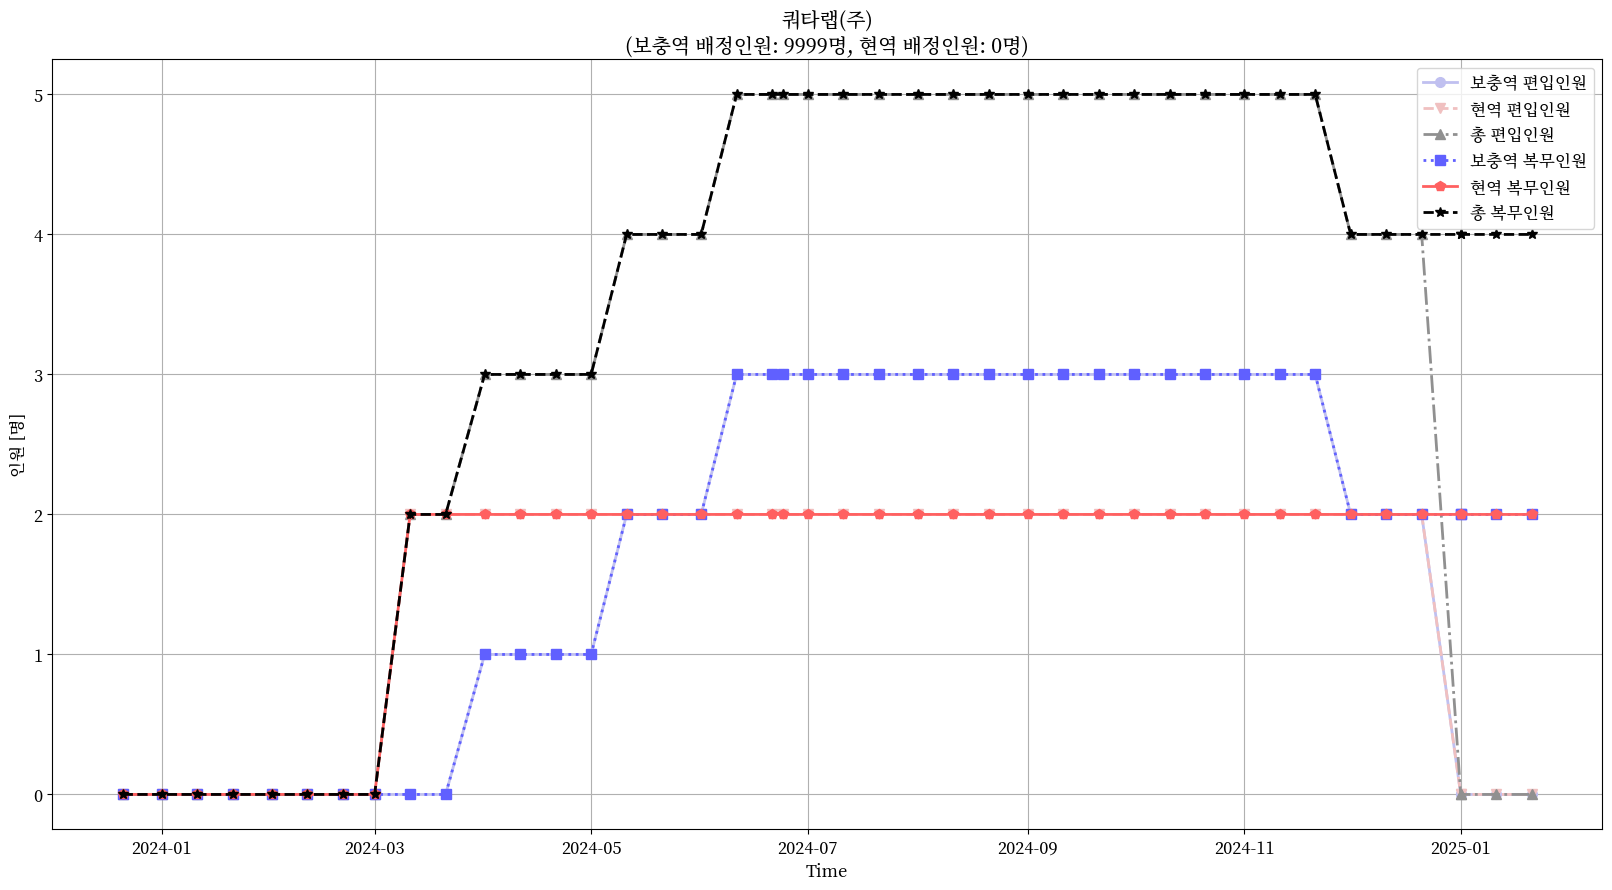 쿼타랩(주)
(보충역 배정인원: 9999명, 현역 배정인원: 0명)
보충역 편입인원
현역 편입인원
총 편입인원
보충역 복무인원
현역 복무인원
총 복무인원
인원 [명]
5
4
3
2
1
0
2024-01
2024-03
2024-05
2024-07
2024-09
2024-11
2025-01
Time